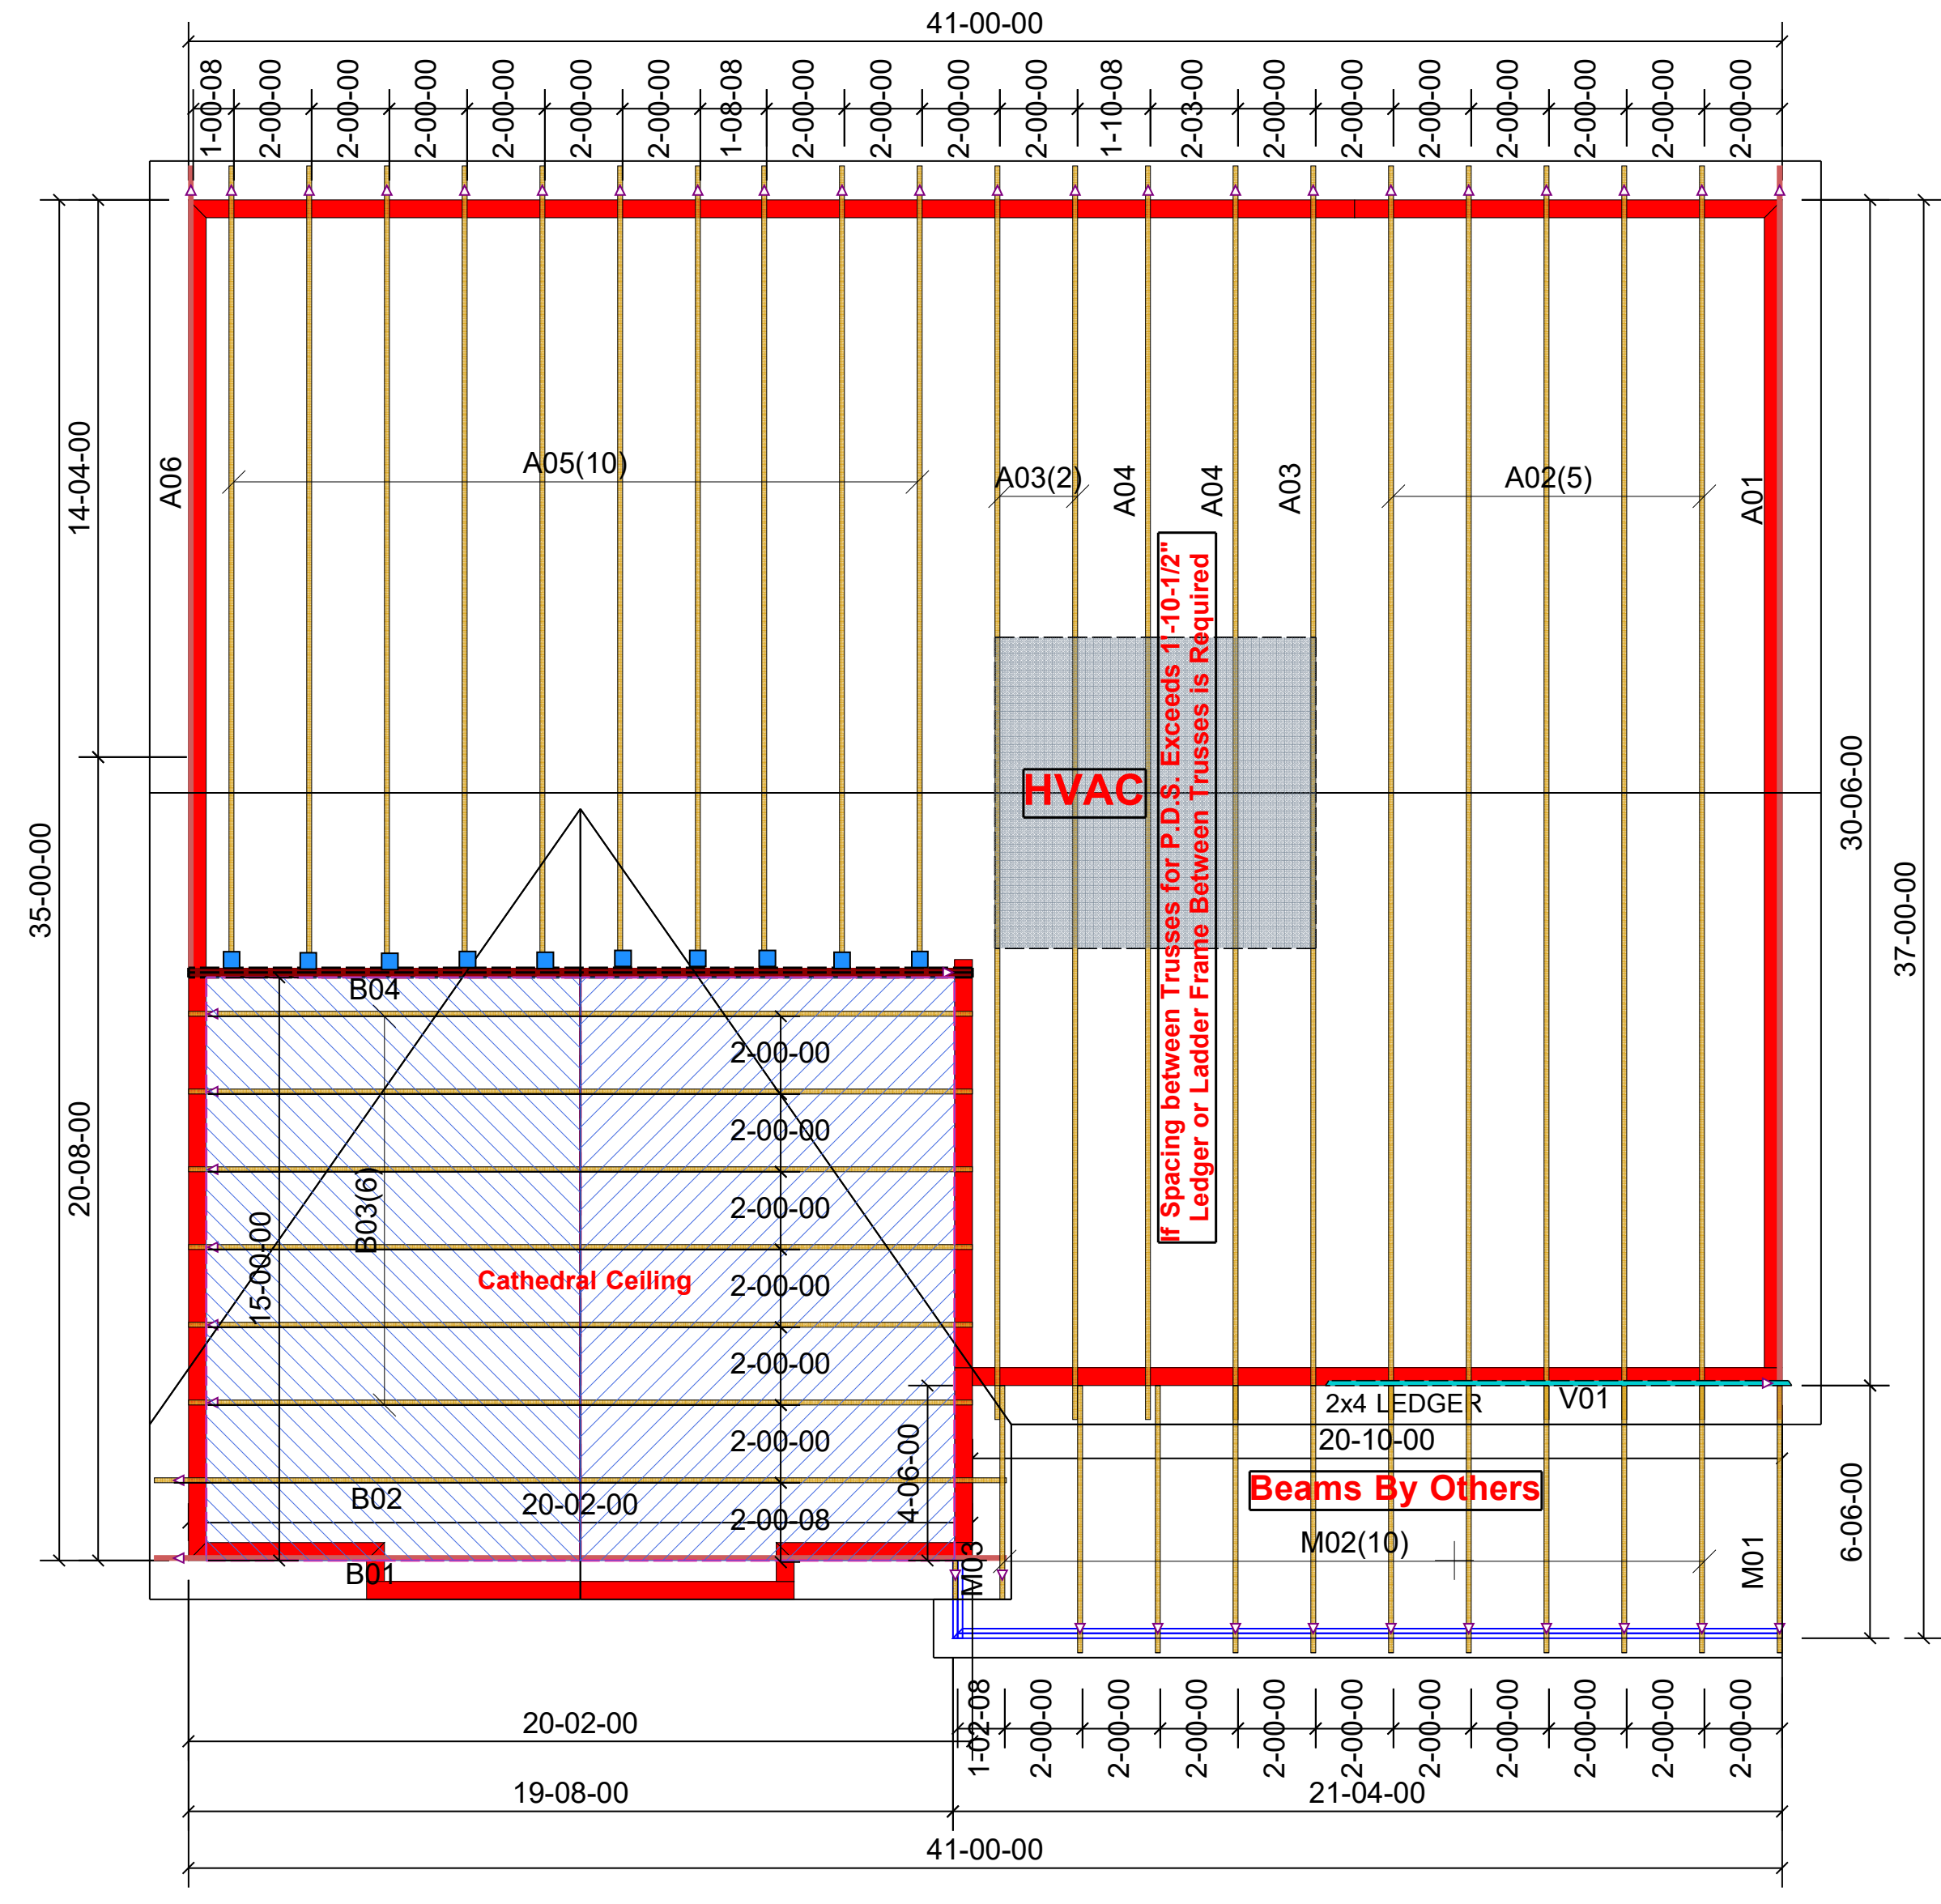 41-00-00
1-00-08
2-00-00
2-00-00
2-00-00
2-00-00
2-00-00
2-00-00
1-08-08
2-00-00
2-00-00
2-00-00
2-00-00
1-10-08
2-03-00
2-00-00
2-00-00
2-00-00
2-00-00
2-00-00
2-00-00
2-00-00
A06
A05(10)
A03(2)
A04
A04
A03
A02(5)
A01
14-04-00
35-00-00
20-08-00
30-06-00
37-00-00
6-06-00
HVAC
If Spacing between Trusses for P.D.S. Exceeds 1'-10-1/2"
Ledger or Ladder Frame Between Trusses is Required
B04
2-00-00
2-00-00
2-00-00
2-00-00
2-00-00
2-00-00
2-00-08
B03(6)
15-00-00
Cathedral Ceiling
4-06-00
B02
20-02-00
B01
2x4 LEDGER
V01
20-10-00
Beams By Others
M02(10)
M03
M01
1-02-08
2-00-00
2-00-00
2-00-00
2-00-00
2-00-00
2-00-00
2-00-00
2-00-00
2-00-00
2-00-00
20-02-00
19-08-00
21-04-00
41-00-00